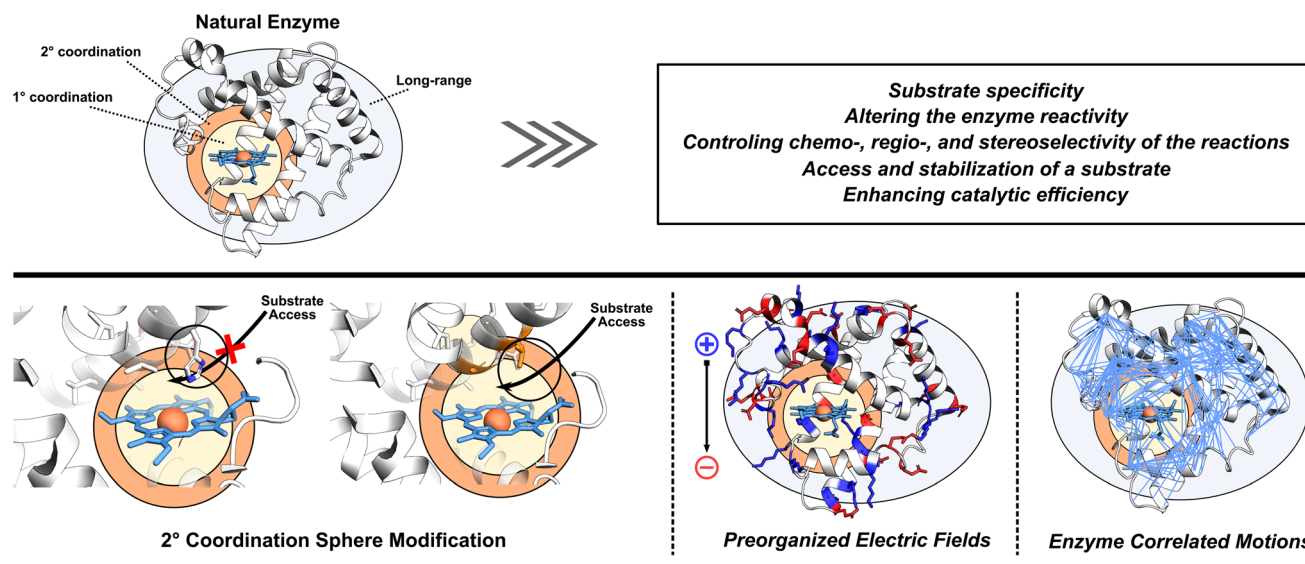 Natural Enzyme
2° coordination
1° coordination
Long-range
Substrate specificity
Altering the enzyme reactivity
Controling chemo-, regio-, and stereoselectivity of the reactions
Access and stabilization of a substrate
Enhancing catalytic efficiency
Substrate
Access
Substrate
Access
+
−
2° Coordination Sphere Modification
Preorganized Electric Fields
Enzyme Correlated Motions